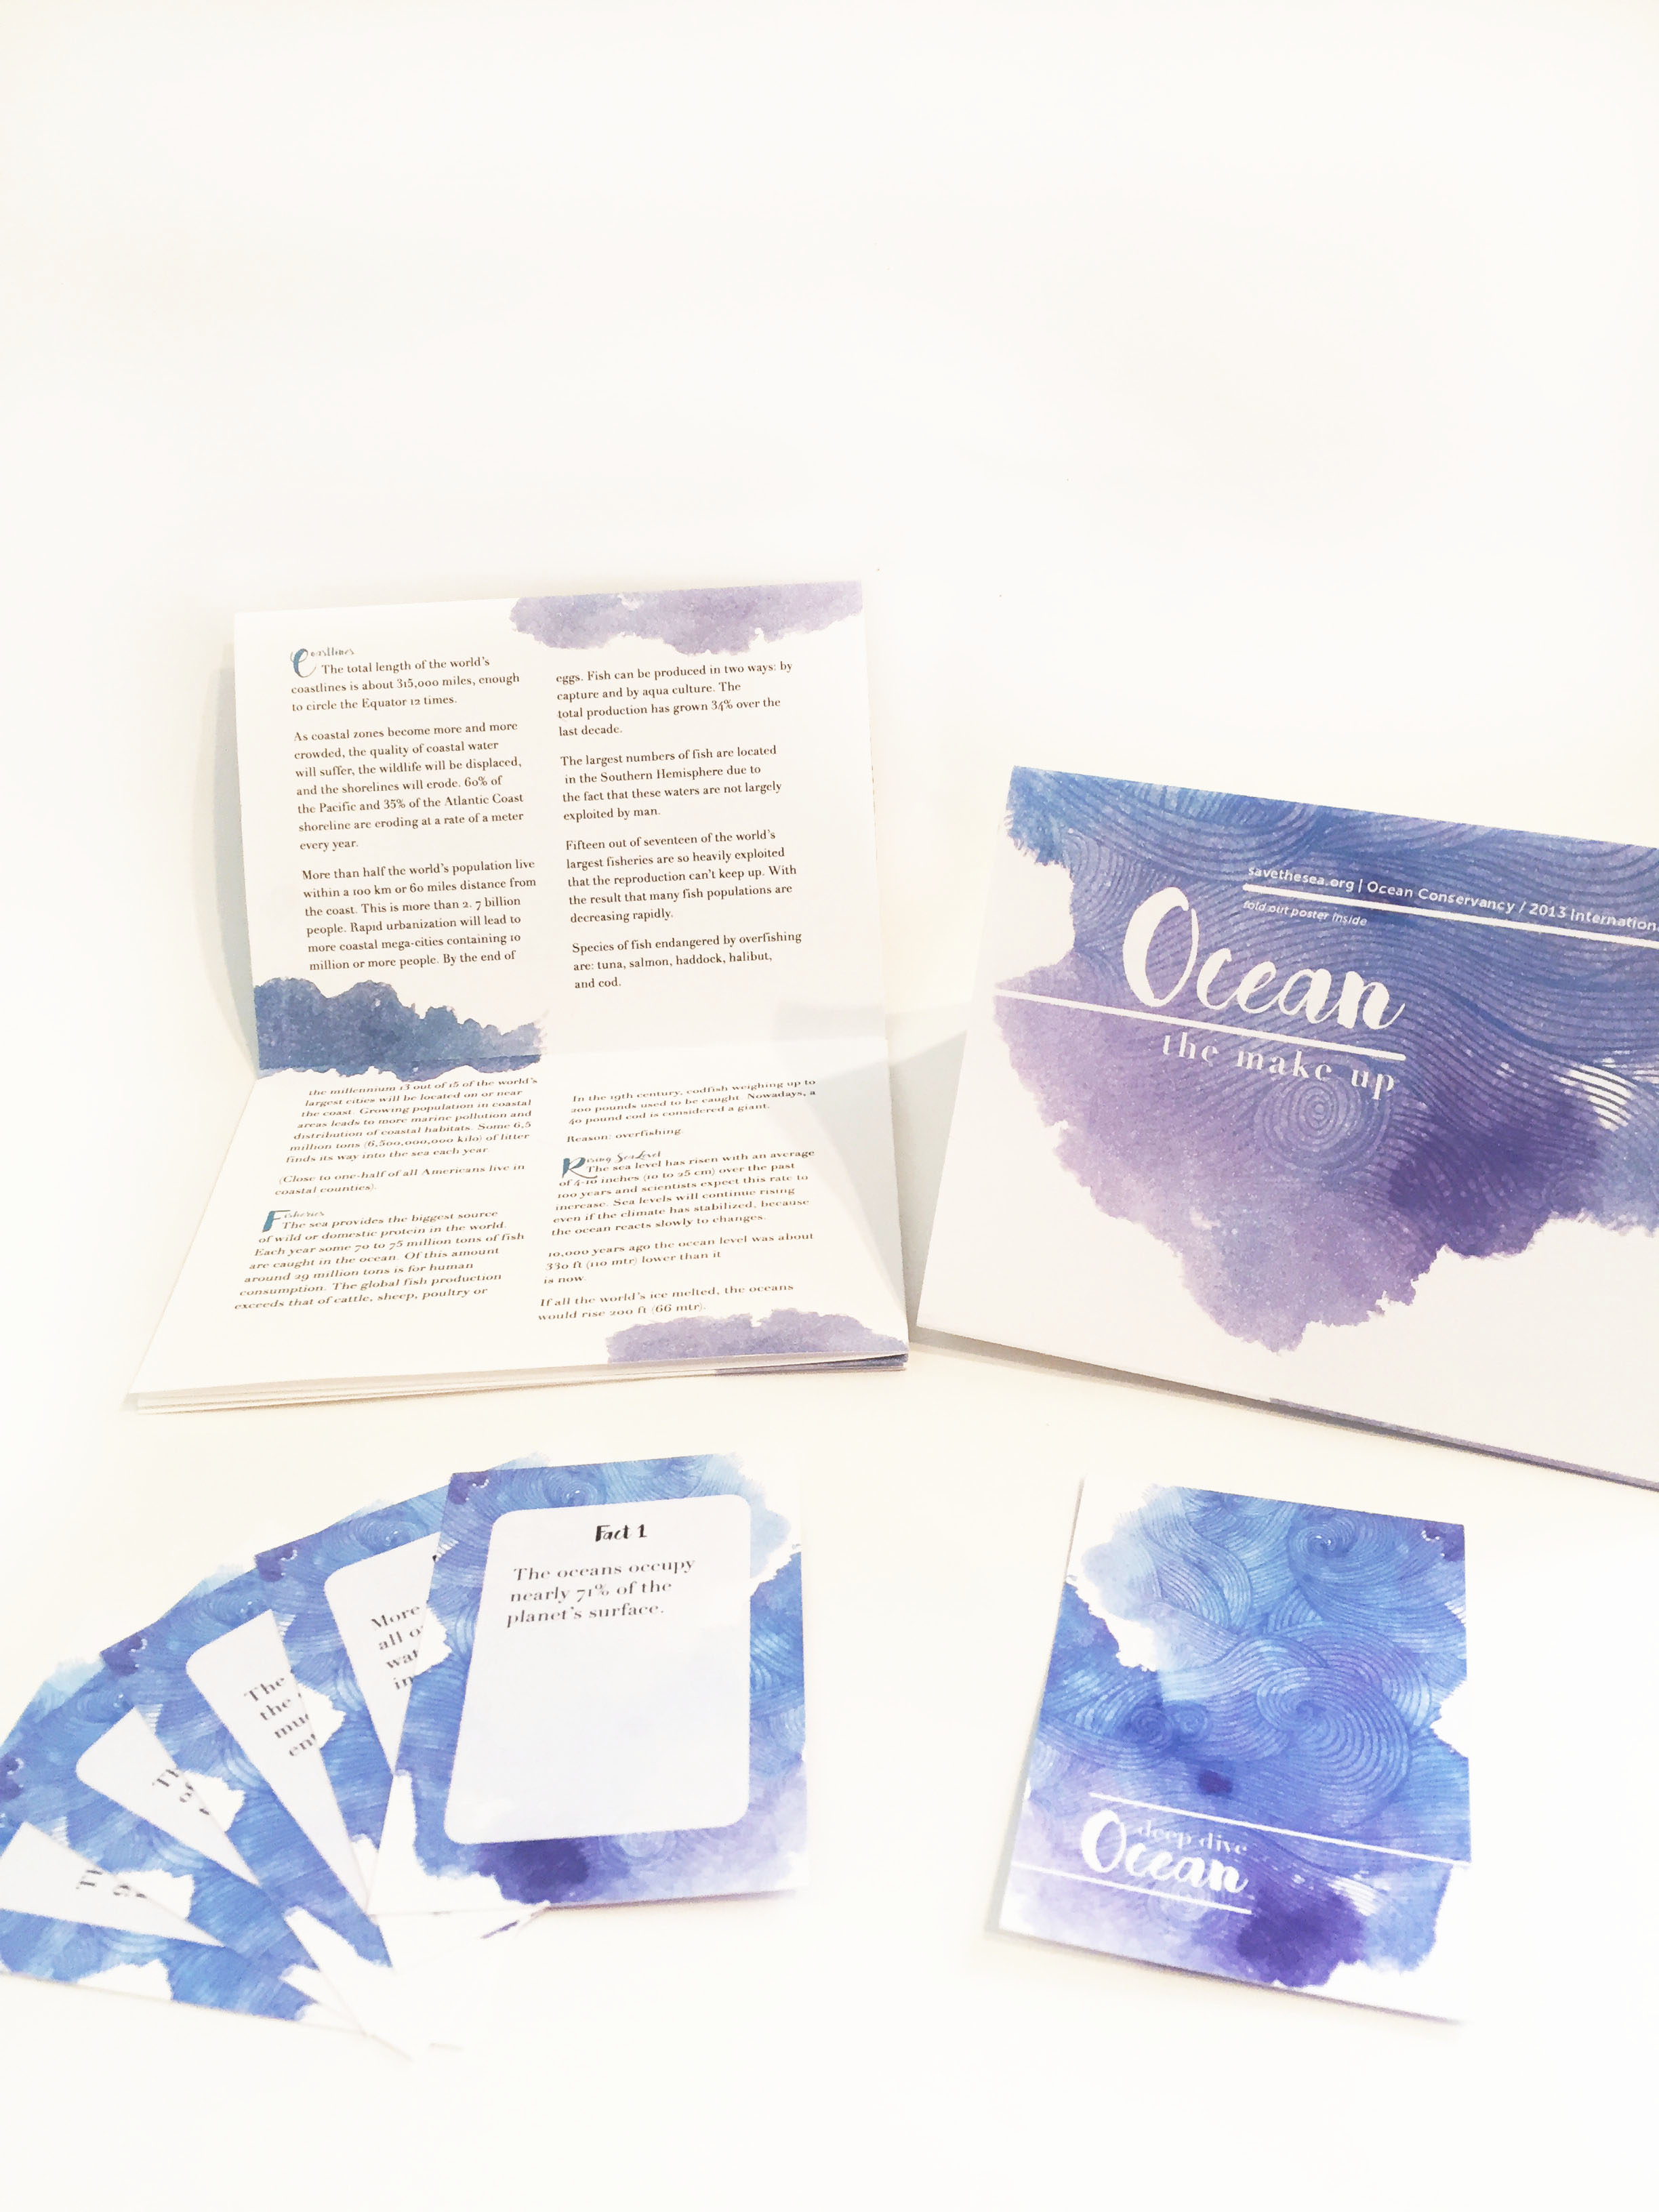 Coastlines
The total length of the world's
coastlines is about 315,000 miles, enough
to circle the Equator 12 times.
As coastal zones become more and more
crowded, the quality of coastal water
will suffer, the wildlife will be displaced,
and the shorelines will erode. 60% of
the Pacific and 35% of the Atlantic Coast
shoreline are eroding at a rate of a meter
every year.
More than half the world's population live
within a 100 km or 60 miles distance from
the coast. This is more than 2. 7 billion
people. Rapid urbanization will lead to
more coastal mega-cities containing 10
million or more people. By the end of
the millennium 13 out of 15 of the world's
largest cities will be located on or near
the coast. Growing population in coastal
areas leads to more marine pollution and
distribution of coastal habitats. Some 6,5
million tons (6,500,000,000 kilo) of litter
finds its way into the sea each year.
(Close to one-half of all Americans live in
coastal counties).
Fisheries
The sea provides the biggest source
of wild or domestic protein in the world.
Each year some 70 to 75 million tons of fish
are caught in the ocean. Of this amount
around 29 million tons is for human
consumption. The global fish production
exceeds that of cattle, sheep, poultry or
eggs. Fish can be produced in two ways: by
capture and by aqua culture. The
total production has grown 34% over the
last decade.
The largest numbers of fish are located
in the Southern Hemisphere due to
the fact that these waters are not largely
exploited by man.
Fifteen out of seventeen of the world's
largest fisheries are so heavily exploited
that the reproduction can't keep up. With
the result that many fish populations are
decreasing rapidly.
Species of fish endangered by overfishing
are: tuna, salmon, haddock, halibut,
and cod.
In the 19th century, codfish weighing up to
200 pounds used to be caught. Nowadays, a
40 pound cod is considered a giant.
Reason: overfishing.
Rising Sea Level
The sea level has risen with an average
of 4-10 inches (10 to 25 cm) over the past
100 years and scientists expect this rate to
increase. Sea levels will continue rising
even if the climate has stabilized, because
the ocean reacts slowly to changes.
10,000 years ago the ocean level was about
330 ft (110 mtr) lower than it
is now.
If all the world's ice melted, the oceans
would rise 200 ft (66 mtr).
savethesea.org | Ocean Conservancy / 2013 Internation
fold out poster inside
Ocean
the make up
Fact 1
The oceans occupy
nearly 71% of the
planet's surface.
More
all o
wat
in
The
the
mu
ent
deep dive
Ocean